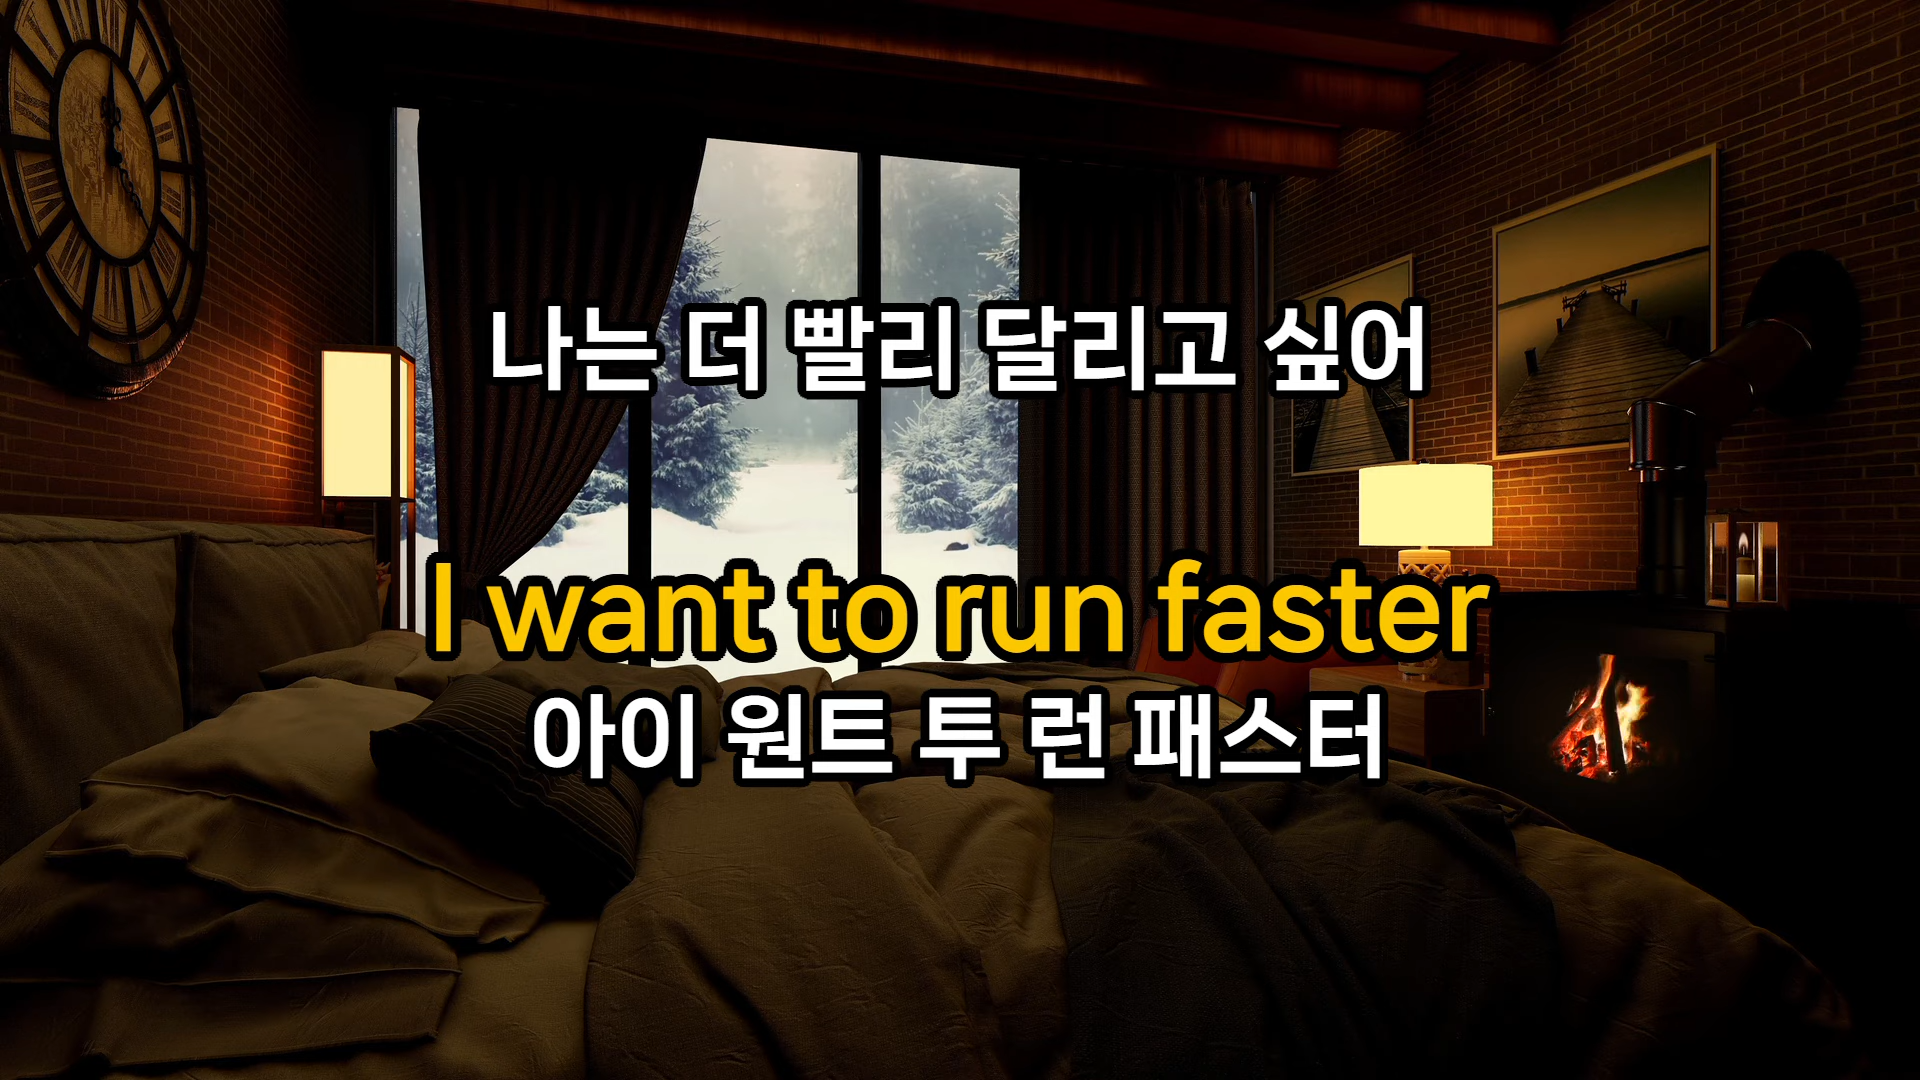 나는 더 빨리 달리고 싶어
I want to run faster
아이 원트 투 런 패스터